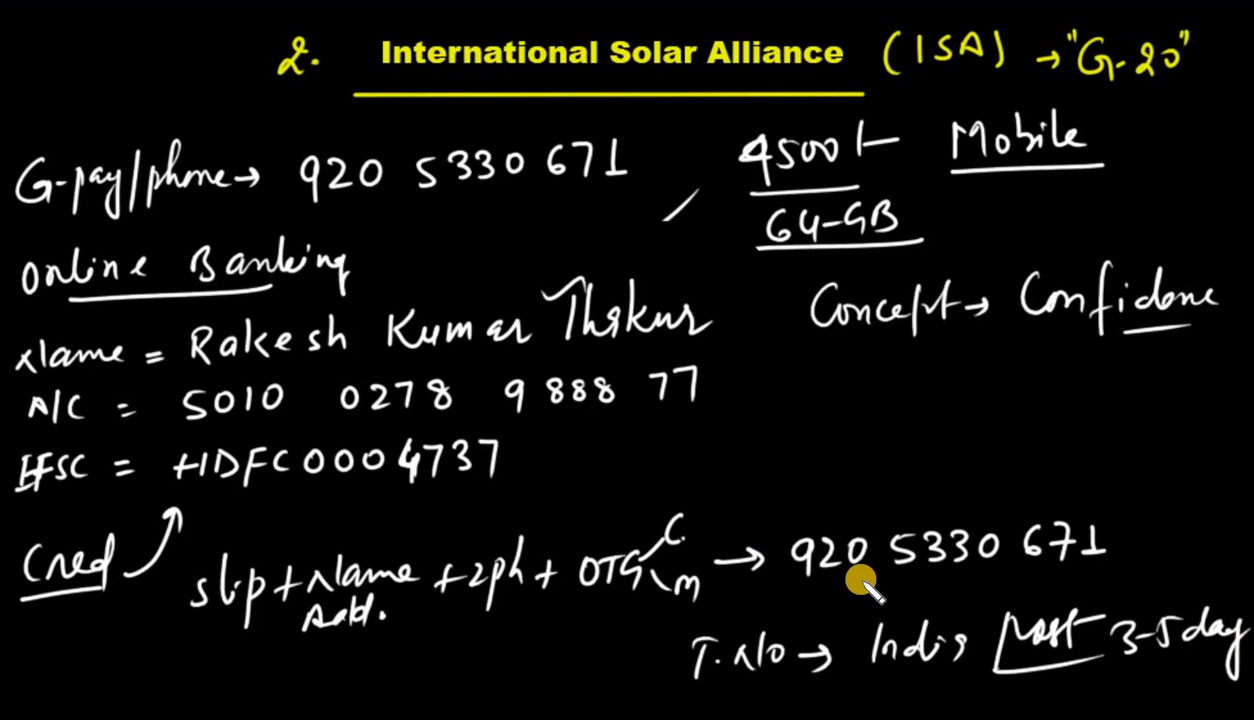 2. International Solar Alliance (ISA) → "G-20"
G-pay/phone → 920 5330 671
4500/- Mobile
64-GB
Online Banking
Concept → Confidence
Name = Rakesh Kumar Thakur
A/C = 5010 0278 9888 77
IFSC = HDFC0004737
Cred
slip + Name + 2ph + OTG C. M → 920 5330 671
Add.
T. No → India Post 3-5 day